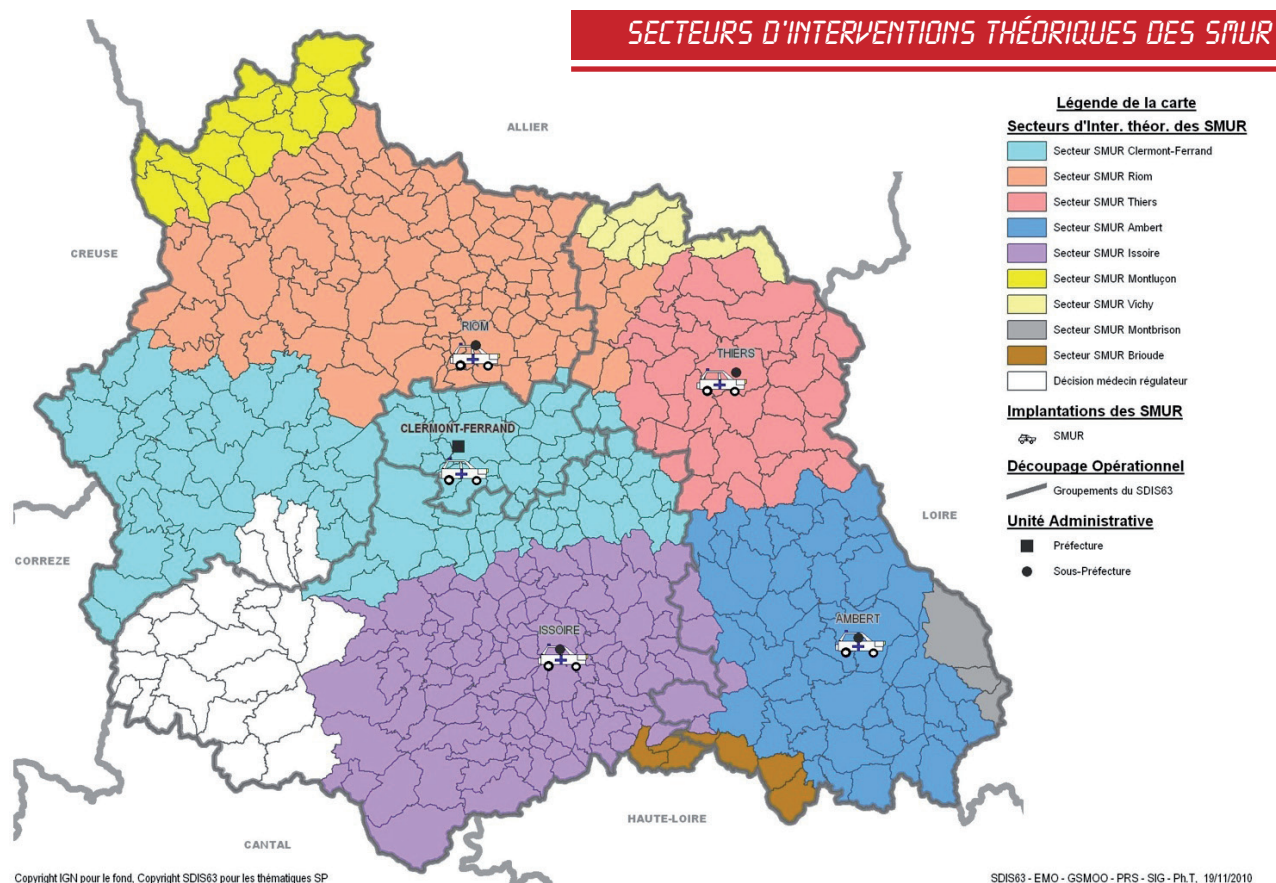 SECTEURS D'INTERVENTIONS THÉORIQUES DES SMUR
Légende de la carte
Secteurs d'Inter. théor. des SMUR
Secteur SMUR Clermont-Ferrand
Secteur SMUR Riom
Secteur SMUR Thiers
Secteur SMUR Ambert
Secteur SMUR Issoire
Secteur SMUR Montluçon
Secteur SMUR Vichy
Secteur SMUR Montbrison
Secteur SMUR Brioude
Décision médecin régulateur
Implantations des SMUR
SMUR
Découpage Opérationnel
Groupements du SDIS63
Unité Administrative
Préfecture
Sous-Préfecture
ALLIER
CREUSE
RIOM
THIERS
CLERMONT-FERRAND
LOIRE
CORREZE
AMBERT
ISSOIRE
HAUTE-LOIRE
CANTAL
Copyright IGN pour le fond, Copyright SDIS63 pour les thématiques SP
SDIS63 - EMO - GSMOO - PRS - SIG - Ph.T, 19/11/2010